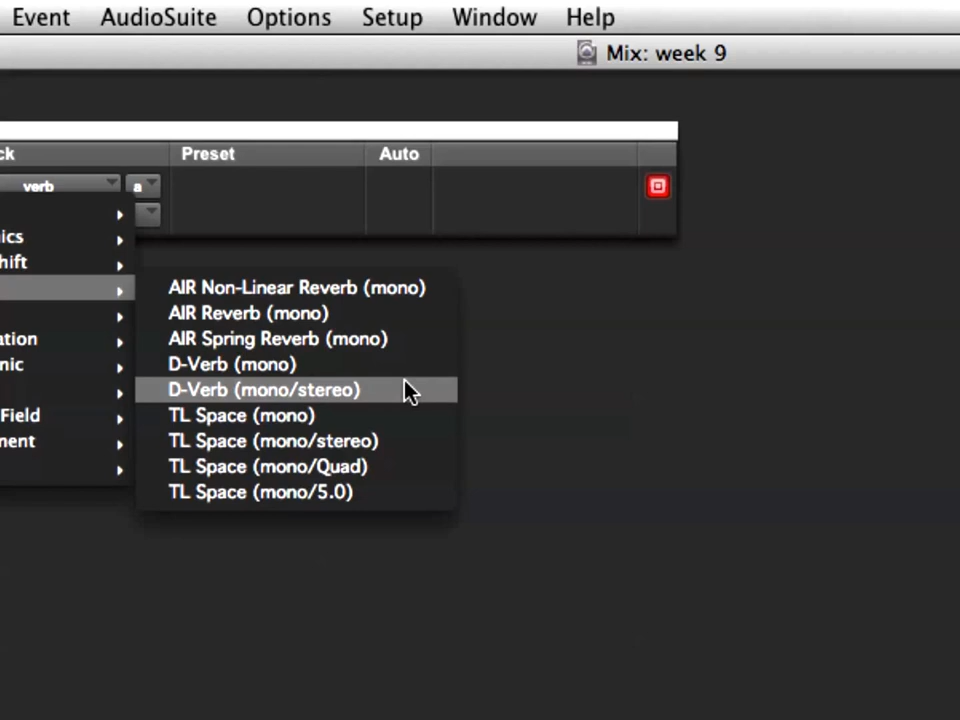 Event AudioSuite Options Setup Window Help
Mix: week 9
ck Preset Auto
verb a
ics
hift
AIR Non-Linear Reverb (mono)
AIR Reverb (mono)
ation AIR Spring Reverb (mono)
nic D-Verb (mono)
D-Verb (mono/stereo)
Field TL Space (mono)
nent TL Space (mono/stereo)
TL Space (mono/Quad)
TL Space (mono/5.0)